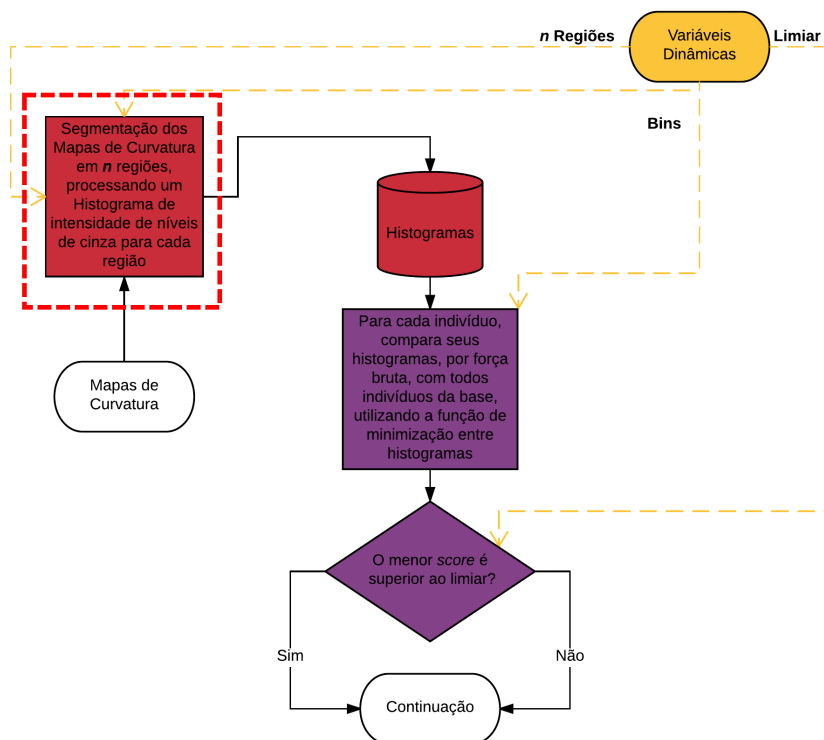 n Regiões
Variáveis
Dinâmicas
Limiar
Bins
Segmentação dos
Mapas de Curvatura
em n regiões,
processando um
Histograma de
intensidade de níveis
de cinza para cada
região
Histogramas
Para cada indivíduo,
compara seus
histogramas, por força
bruta, com todos
indivíduos da base,
utilizando a função de
minimização entre
histogramas
Mapas de
Curvatura
O menor score é
superior ao limiar?
Sim
Não
Continuação